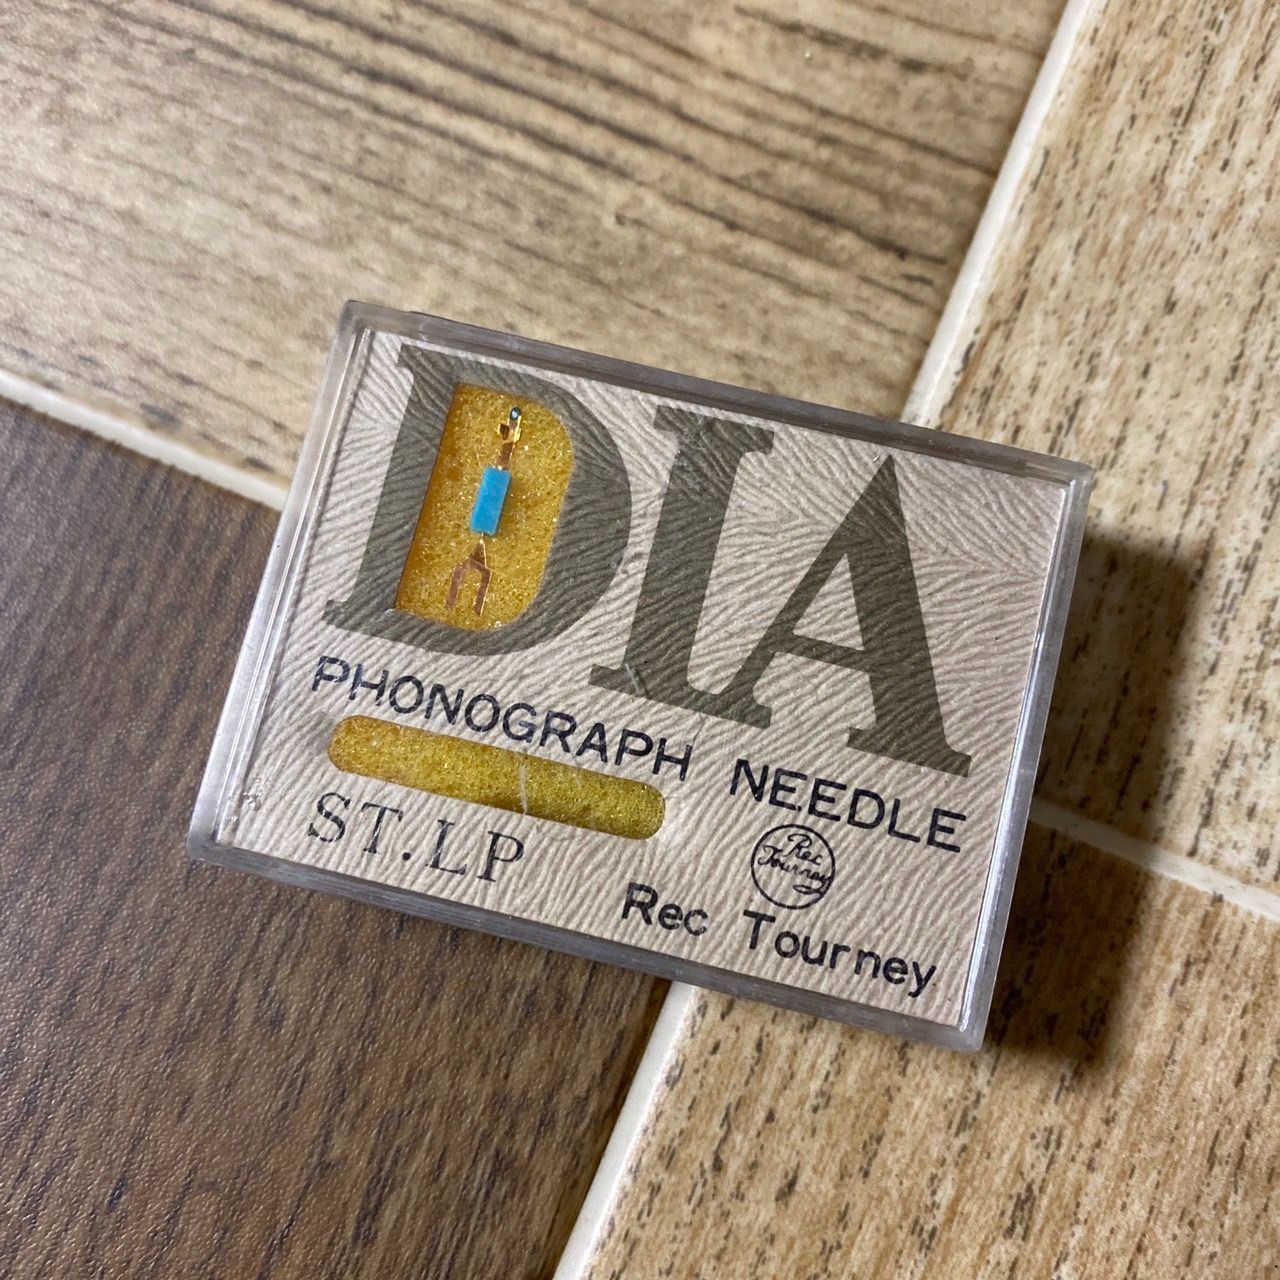 DIA
PHONOGRAPH NEEDLE
ST.LP
Rec
Tourney
Rec Tourney